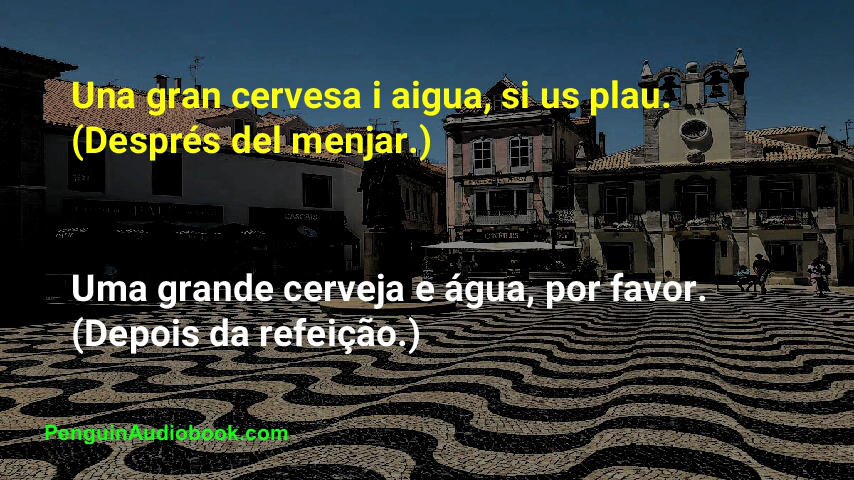 Una gran cervesa i aigua, si us plau.
(Després del menjar.)
Uma grande cerveja e água, por favor.
(Depois da refeição.)
PenguinAudiobook.com